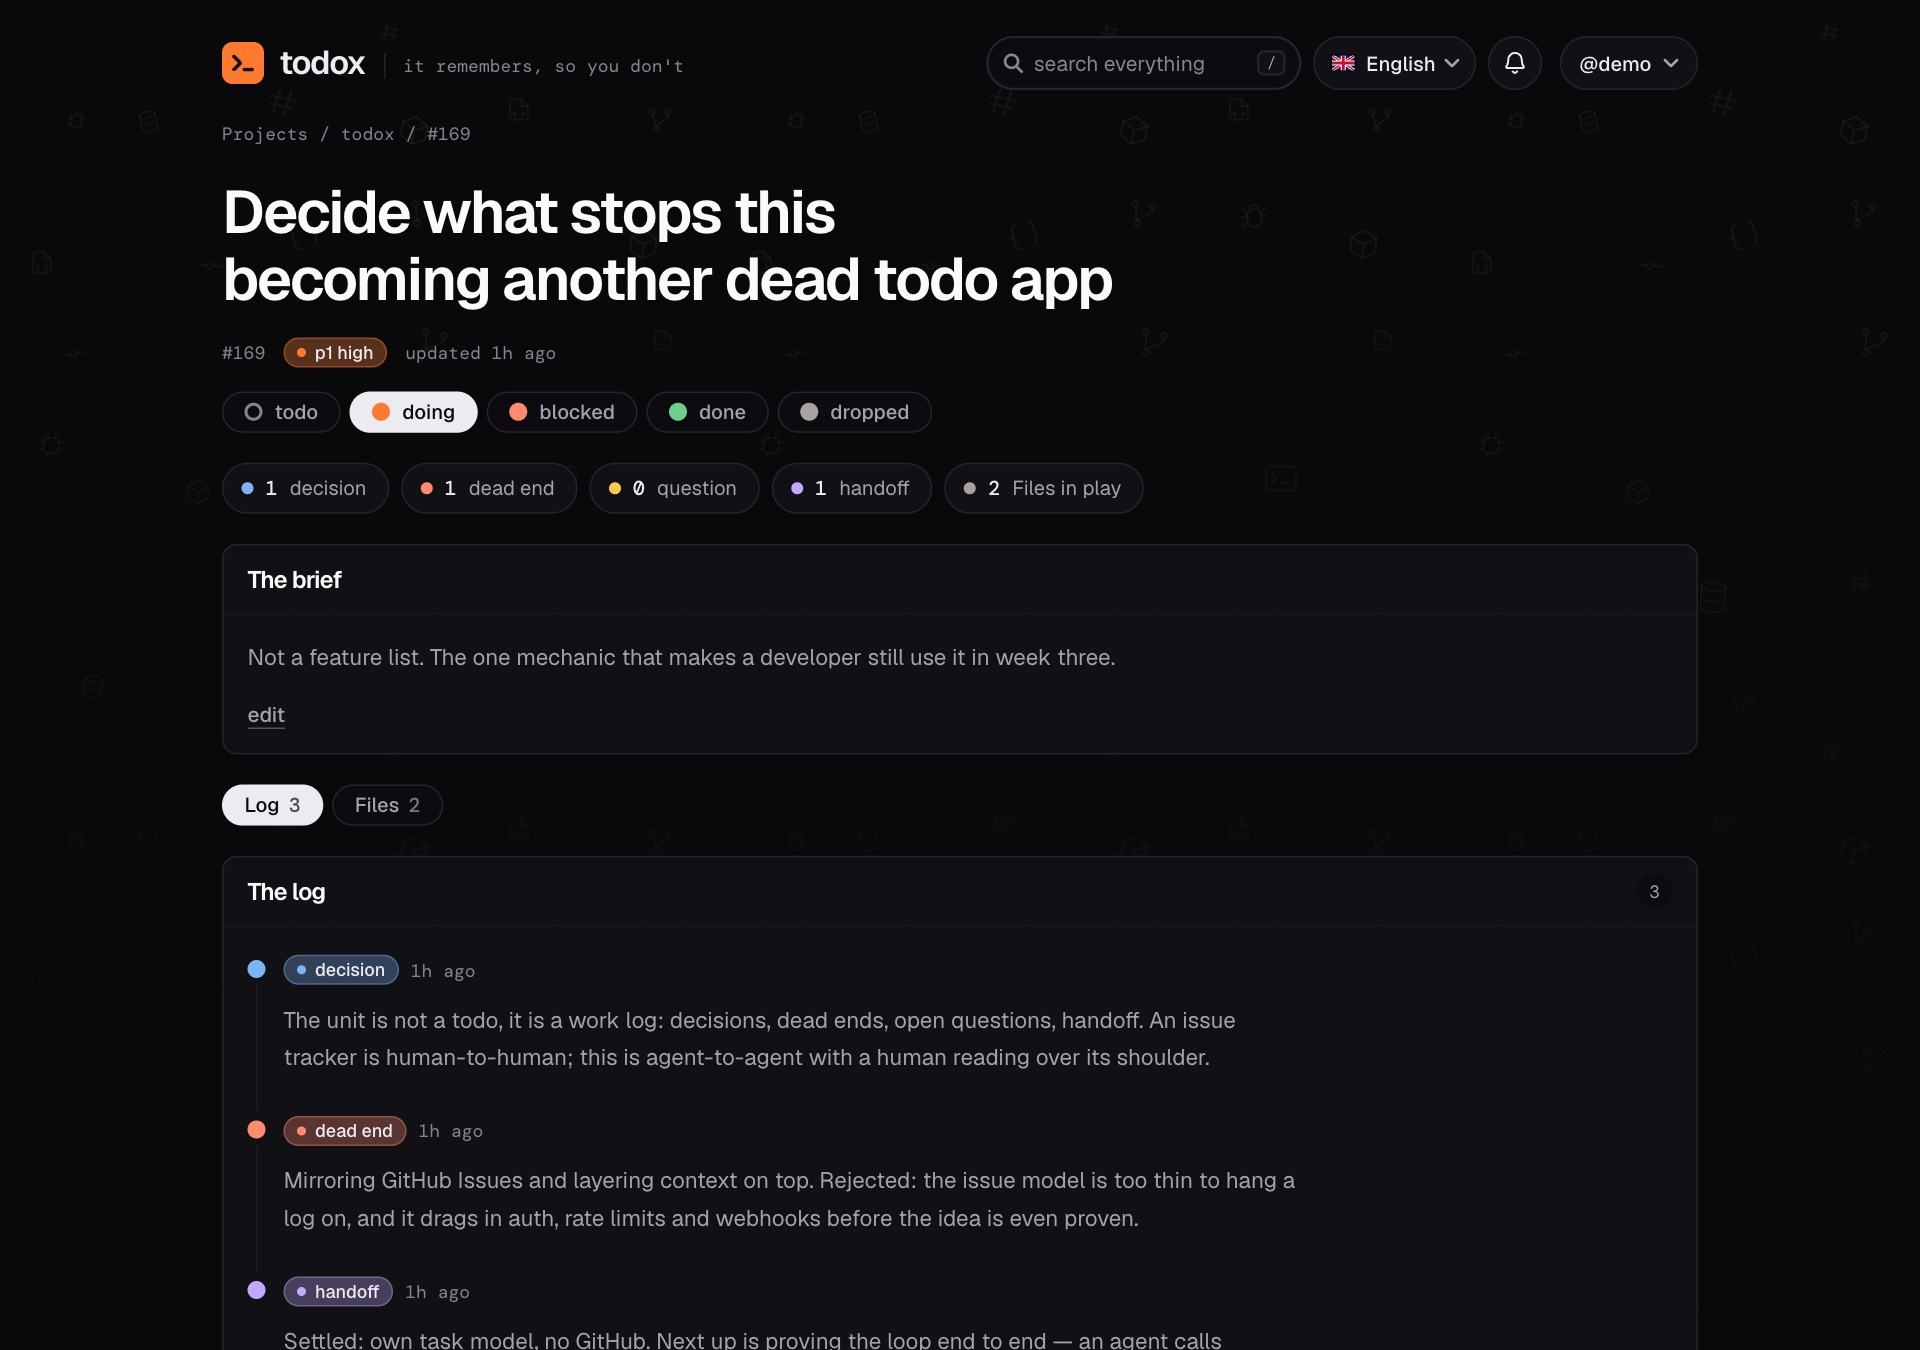 todox
it remembers, so you don't
search everything /
English
@demo
Projects / todox / #169
Decide what stops this
becoming another dead todo app
#169 p1 high updated 1h ago
todo doing blocked done dropped
1 decision 1 dead end 0 question 1 handoff 2 Files in play
The brief
Not a feature list. The one mechanic that makes a developer still use it in week three.
edit
Log 3 Files 2
The log 3
decision 1h ago
The unit is not a todo, it is a work log: decisions, dead ends, open questions, handoff. An issue
tracker is human-to-human; this is agent-to-agent with a human reading over its shoulder.
dead end 1h ago
Mirroring GitHub Issues and layering context on top. Rejected: the issue model is too thin to hang a
log on, and it drags in auth, rate limits and webhooks before the idea is even proven.
handoff 1h ago
Settled: own task model, no GitHub. Next up is proving the loop end to end — an agent calls